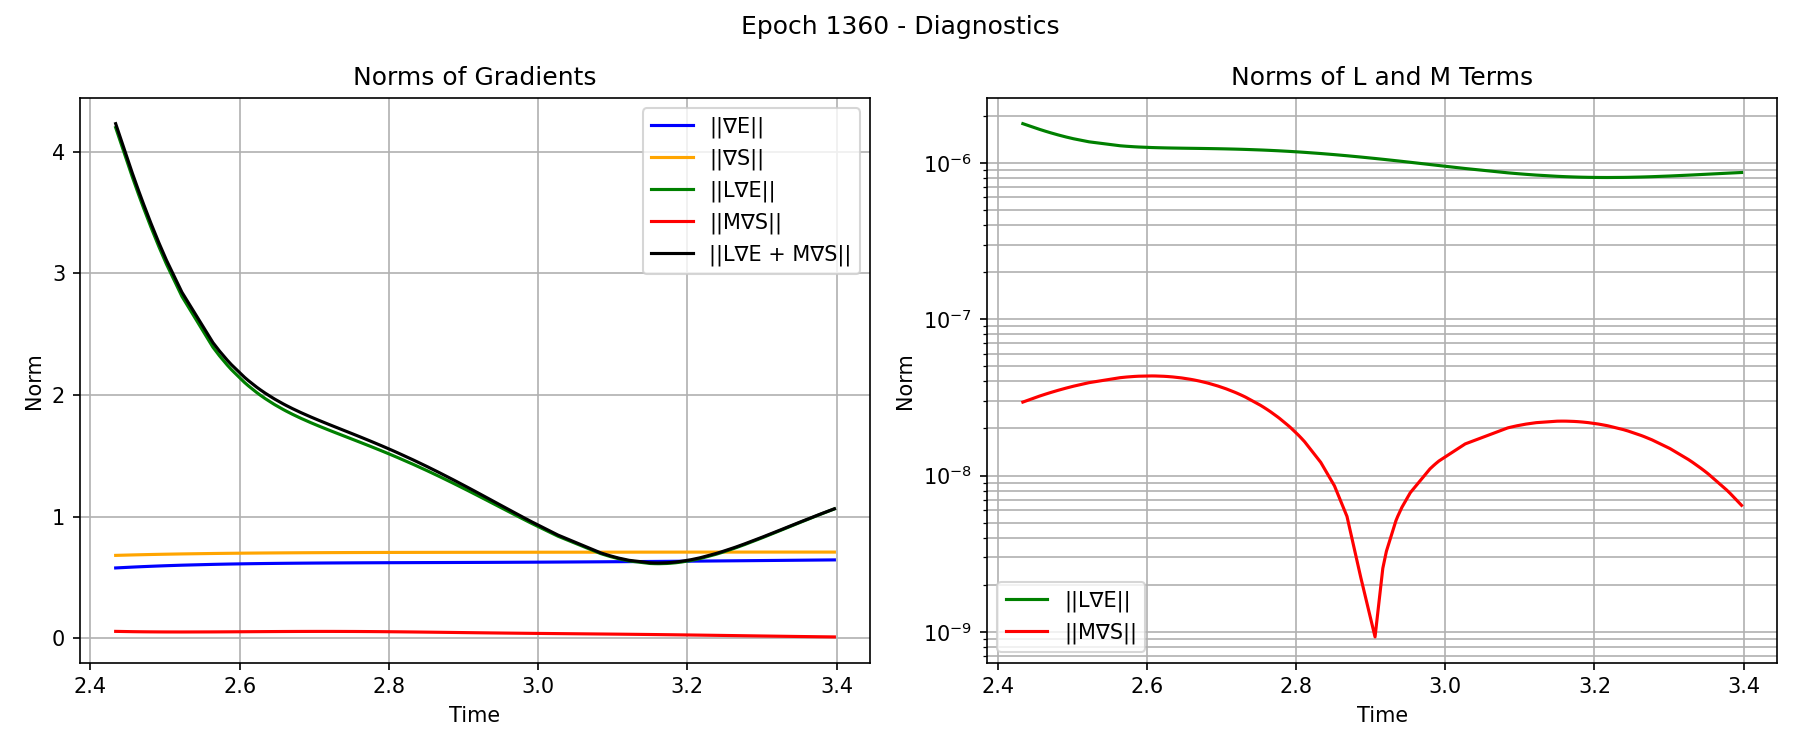 Epoch 1360 - Diagnostics
Norms of Gradients
Norm
4
3
2
1
0
2.4 2.6 2.8 3.0 3.2 3.4
Time
||∇E||
||∇S||
||L∇E||
||M∇S||
||L∇E + M∇S||
Norms of L and M Terms
Norm
10⁻⁶
10⁻⁷
10⁻⁸
10⁻⁹
2.4 2.6 2.8 3.0 3.2 3.4
Time
||L∇E||
||M∇S||